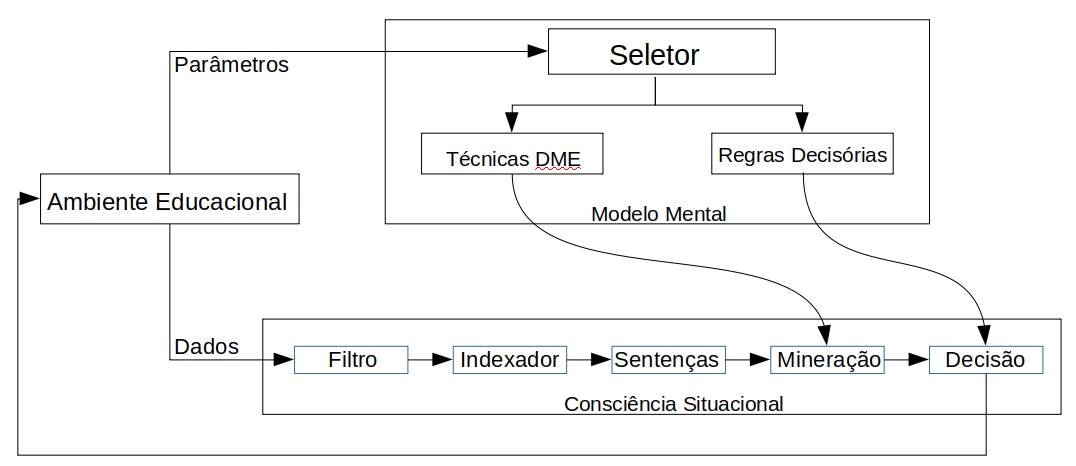 Seletor
Parâmetros
Técnicas DME
Regras Decisórias
Ambiente Educacional
Modelo Mental
Dados
Filtro
Indexador
Sentenças
Mineração
Decisão
Consciência Situacional